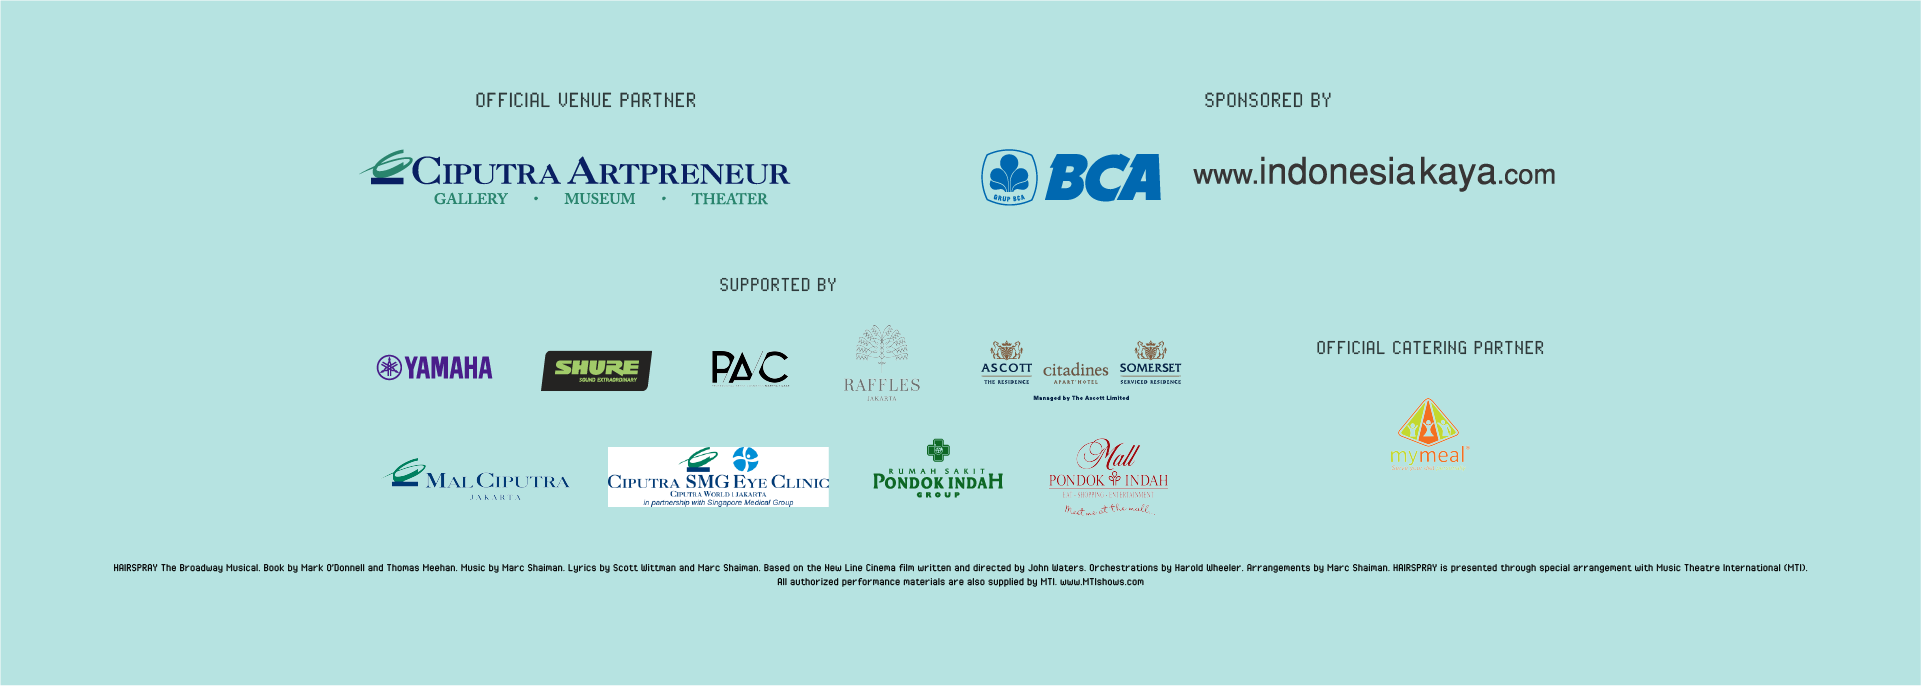 OFFICIAL VENUE PARTNER
SPONSORED BY
CIPUTRA ARTPRENEUR
GALLERY • MUSEUM • THEATER
GRUP BCA
BCA
www.indonesiakaya.com
SUPPORTED BY
OFFICIAL CATERING PARTNER
YAMAHA
SHURE
SOUND EXTRAORDINARY
PA/C
RAFFLES
JAKARTA
ASCOTT
THE RESIDENCE
citadines
APART'HOTEL
SOMERSET
SERVICED RESIDENCE
Managed by The Ascott Limited
mymeal
MAL CIPUTRA
JAKARTA
CIPUTRA SMG EYE CLINIC
CIPUTRA WORLD 1 JAKARTA
in partnership with Singapore Medical Group
RUMAH SAKIT
PONDOK INDAH
GROUP
Mall
PONDOK INDAH
EAT • SHOPPING • ENTERTAINMENT
Meet me at the mall...
HAIRSPRAY The Broadway Musical. Book by Mark O'Donnell and Thomas Meehan. Music by Marc Shaiman. Lyrics by Scott Wittman and Marc Shaiman. Based on the New Line Cinema film written and directed by John Waters. Orchestrations by Harold Wheeler. Arrangements by Marc Shaiman. HAIRSPRAY is presented through special arrangement with Music Theatre International (MTI).
All authorized performance materials are also supplied by MTI. www.MTIshows.com